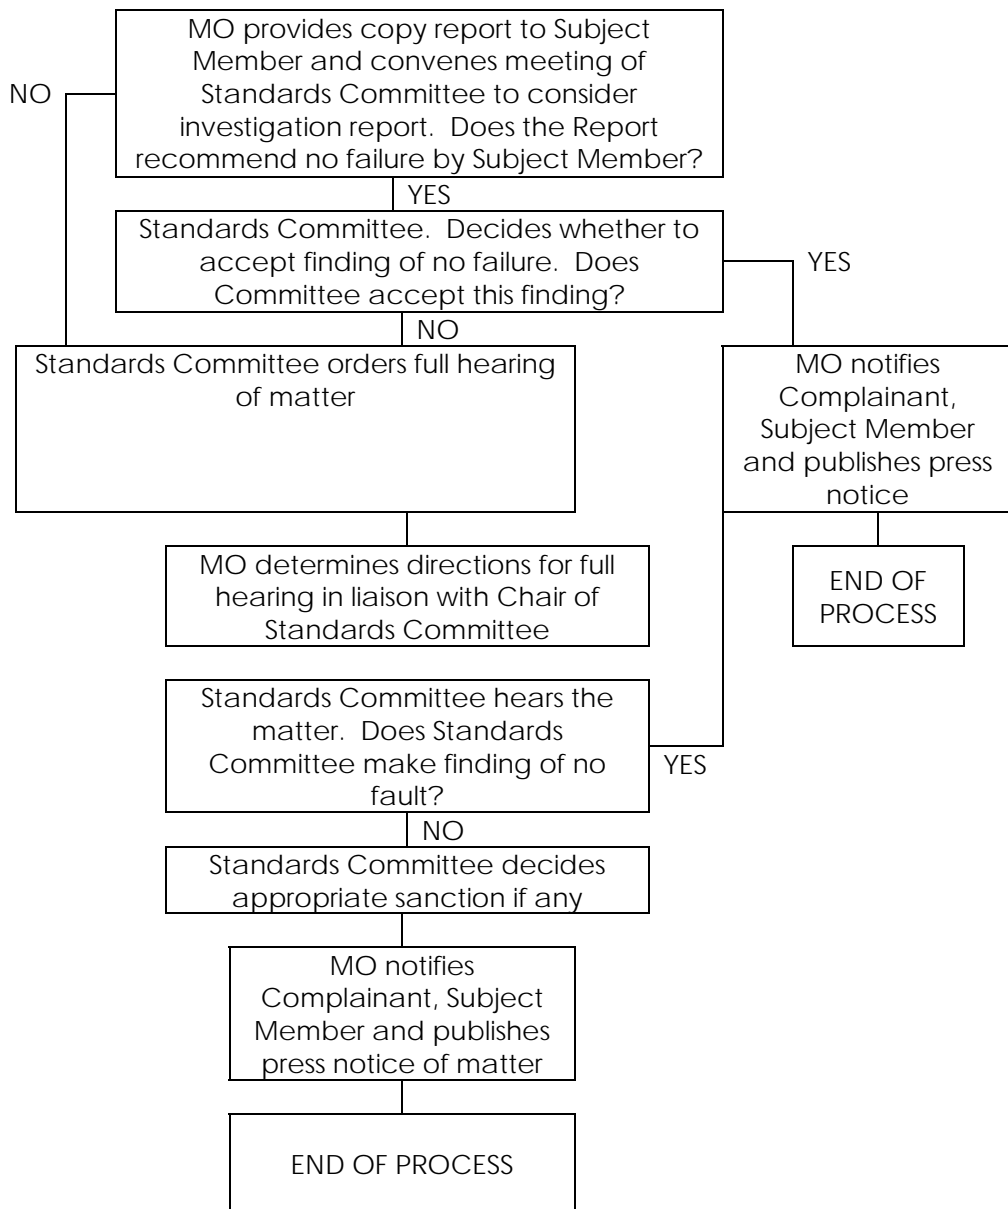 MO provides copy report to Subject
Member and convenes meeting of
Standards Committee to consider
investigation report. Does the Report
recommend no failure by Subject Member?
NO
YES
Standards Committee. Decides whether to
accept finding of no failure. Does
Committee accept this finding?
YES
NO
Standards Committee orders full hearing
of matter
MO notifies
Complainant,
Subject Member
and publishes press
notice
MO determines directions for full
hearing in liaison with Chair of
Standards Committee
END OF
PROCESS
Standards Committee hears the
matter. Does Standards
Committee make finding of no
fault?
YES
NO
Standards Committee decides
appropriate sanction if any
MO notifies
Complainant, Subject
Member and publishes
press notice of matter
END OF PROCESS